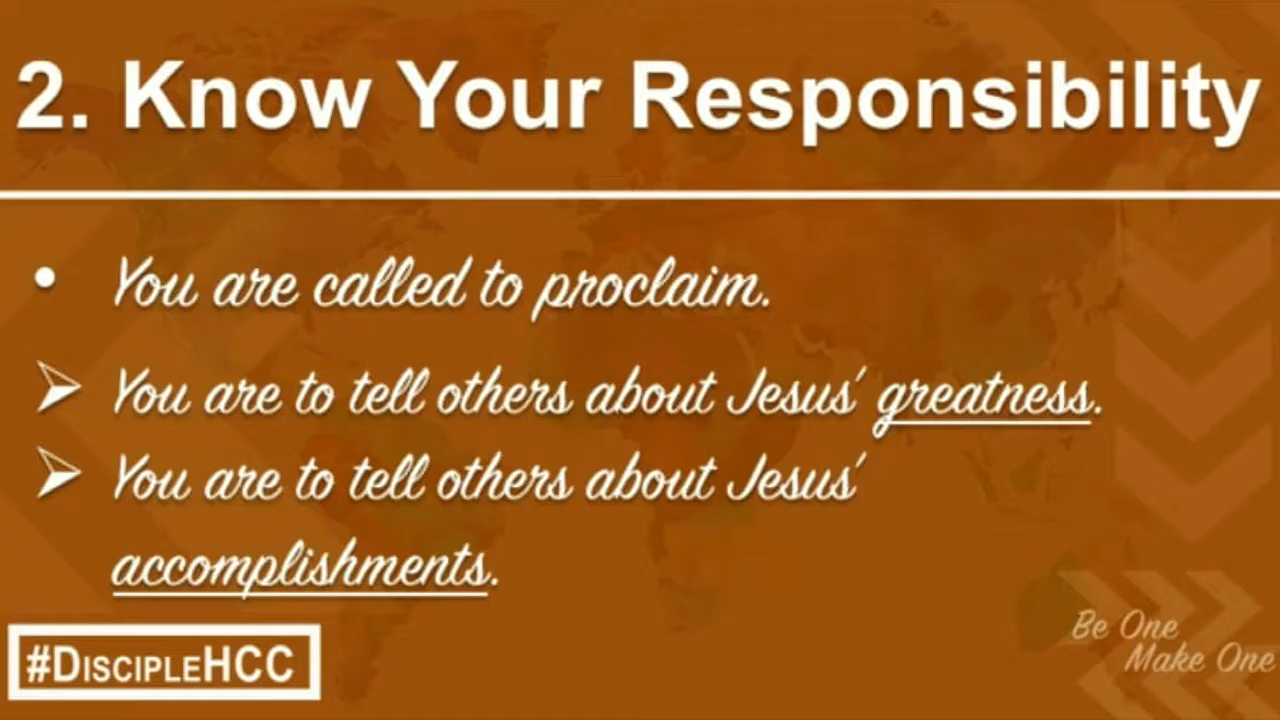 2. Know Your Responsibility
• You are called to proclaim.
➢ You are to tell others about Jesus' greatness.
➢ You are to tell others about Jesus'
accomplishments.
#DISCIPLEHCC
Be One
Make One